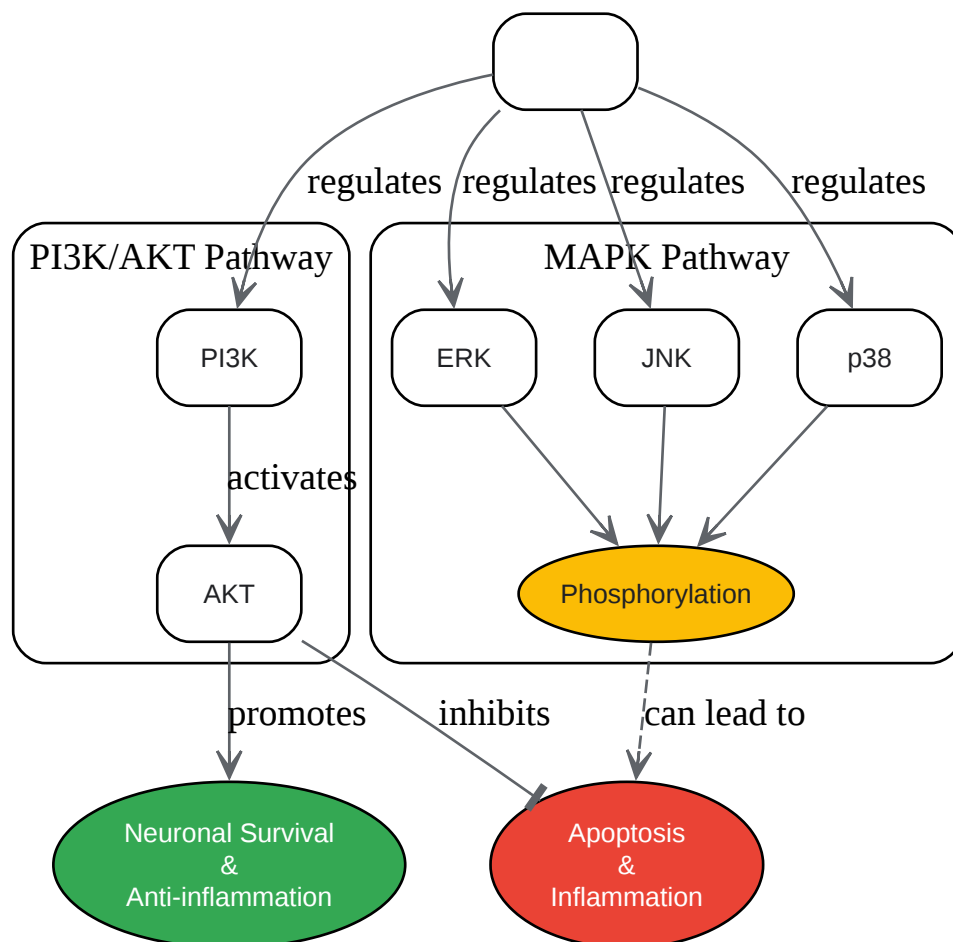 regulates
regulates
regulates
regulates
PI3K/AKT Pathway
MAPK Pathway
PI3K
ERK
JNK
p38
activates
AKT
Phosphorylation
promotes
inhibits
can lead to
Neuronal Survival
&
Anti-inflammation
Apoptosis
&
Inflammation